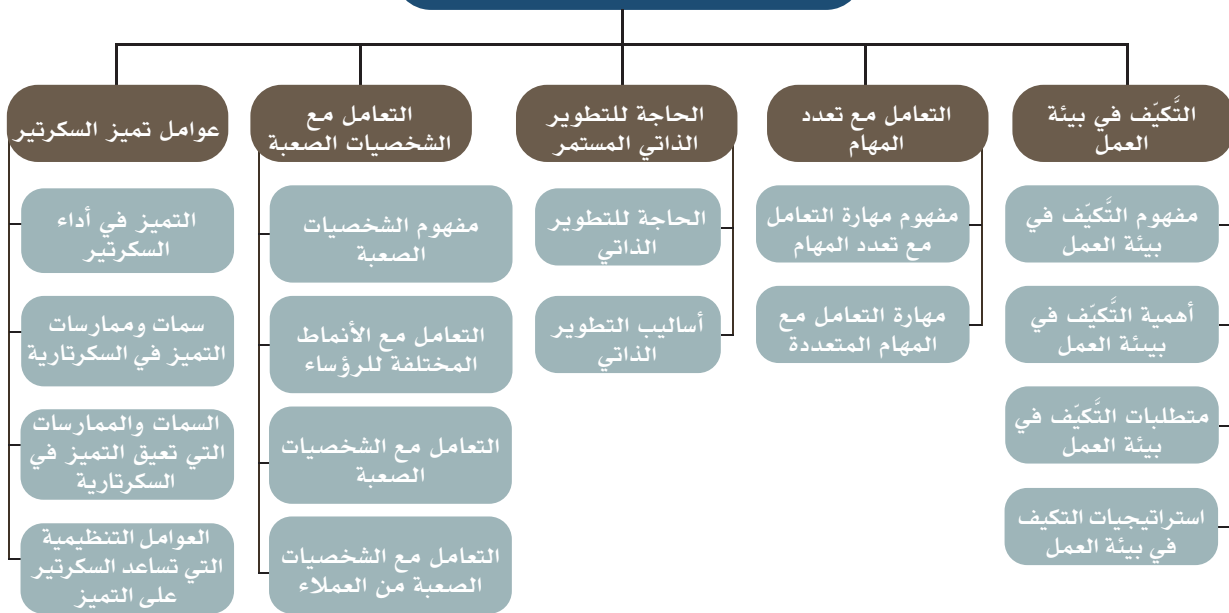 التَّكيّف في بيئة
العمل
مفهوم التَّكيّف في
بيئة العمل
أهمية التَّكيّف في
بيىئة العمل
متطلبات التَّكيّف في
بيئة العمل
استراتيجيات التكيف
في بيئة العمل
التعامل مع تعدد
المهام
مفهوم مهارة التعامل
مع تعدد المهام
مهارة التعامل مع
المهام المتعددة
الحاجة للتطوير
الذاتي المستمر
الحاجة للتطوير
الذاتي
أساليب التطوير
الذاتي
التعامل مع
الشخصيات الصعبة
مفهوم الشخصيات
الصعبة
التعامل مع الأنماط
المختلفة للرؤساء
التعامل مع الشخصيات
الصعبة
التعامل مع الشخصيات
الصعبة من العملاء
عوامل تميز السكرتير
التميز في أداء
السكرتير
سمات وممارسات
التميز في السكرتارية
السمات والممارسات
التي تعيق التميز في
السكرتارية
العوامل التنظيمية
التي تساعد السكرتير
على التميز